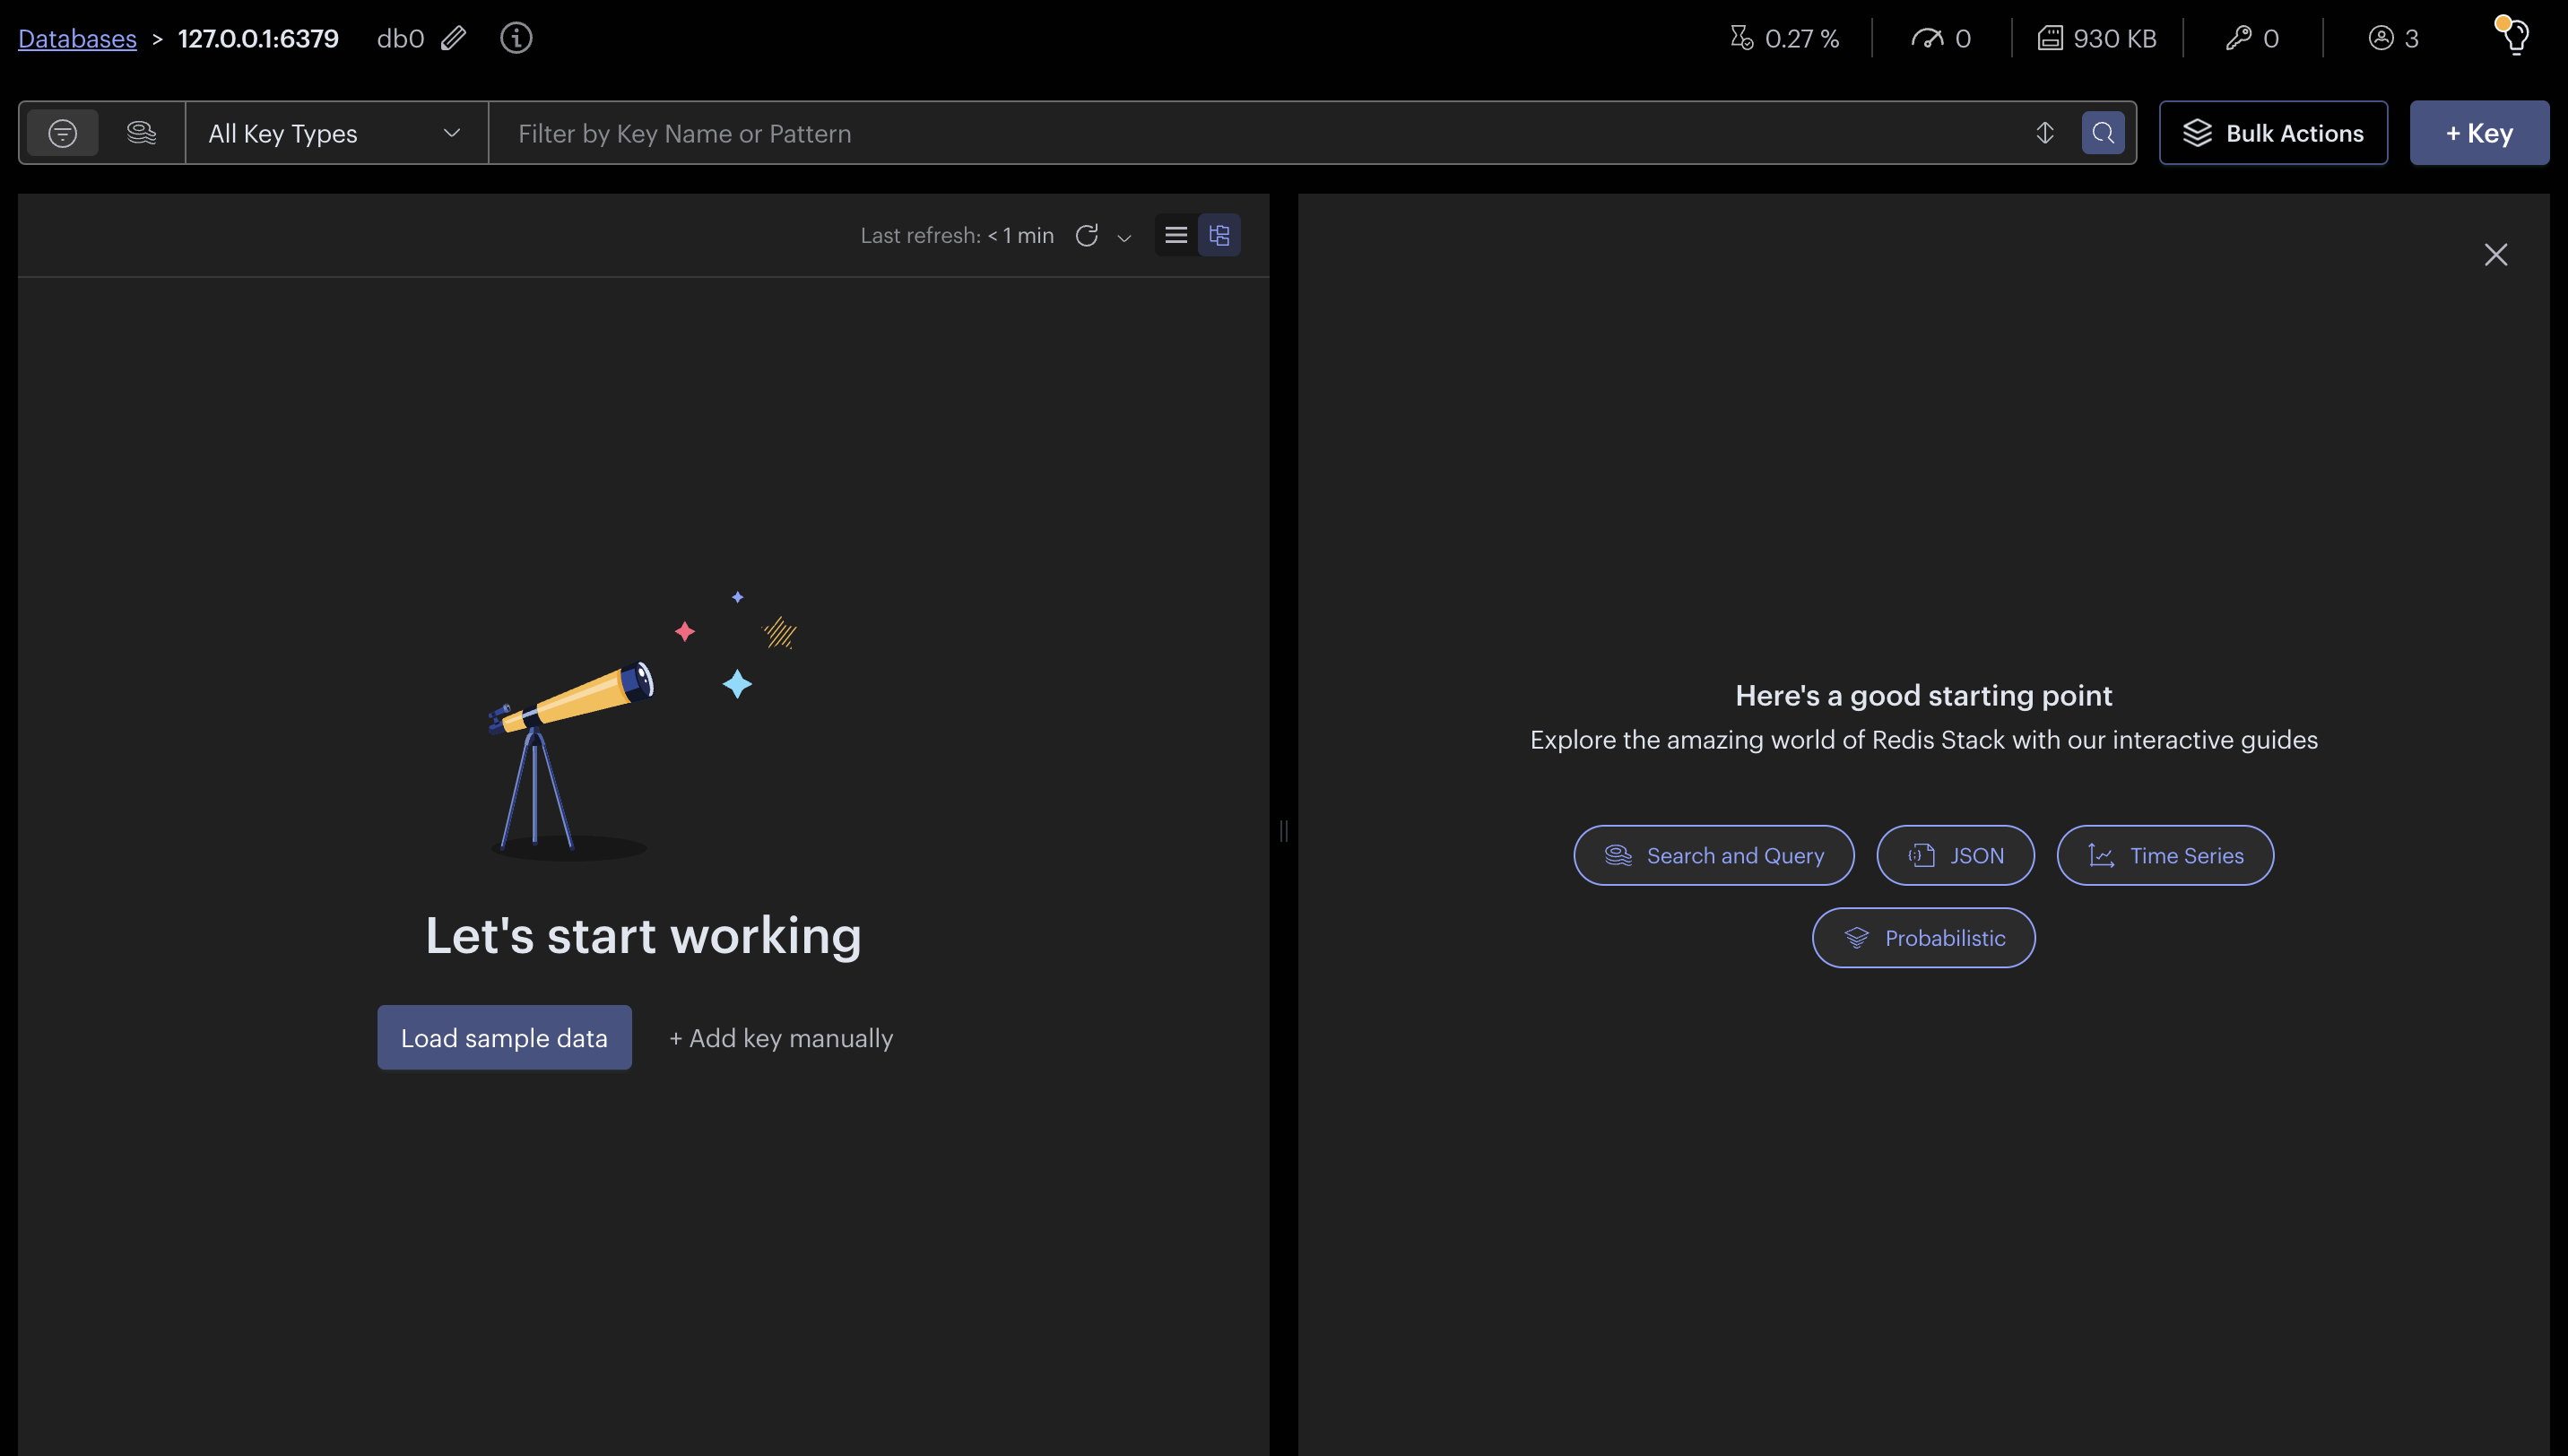 Databases > 127.0.0.1:6379 db0 0.27 % 0 930 KB 0 3
All Key Types Filter by Key Name or Pattern Bulk Actions + Key
Last refresh: < 1 min
Here's a good starting point
Explore the amazing world of Redis Stack with our interactive guides
Search and Query JSON Time Series
Probabilistic
Let's start working
Load sample data + Add key manually